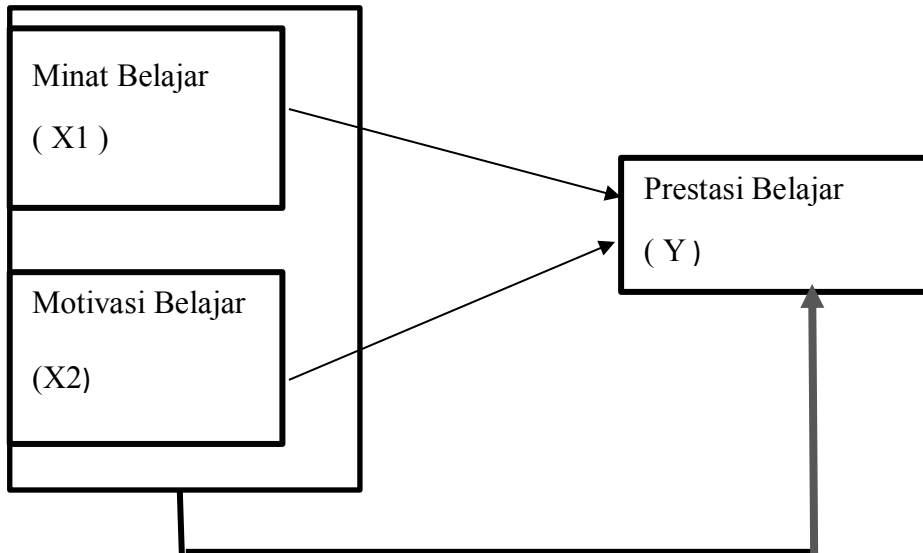 Minat Belajar
( X1 )
Motivasi Belajar
(X2)
Prestasi Belajar
( Y )